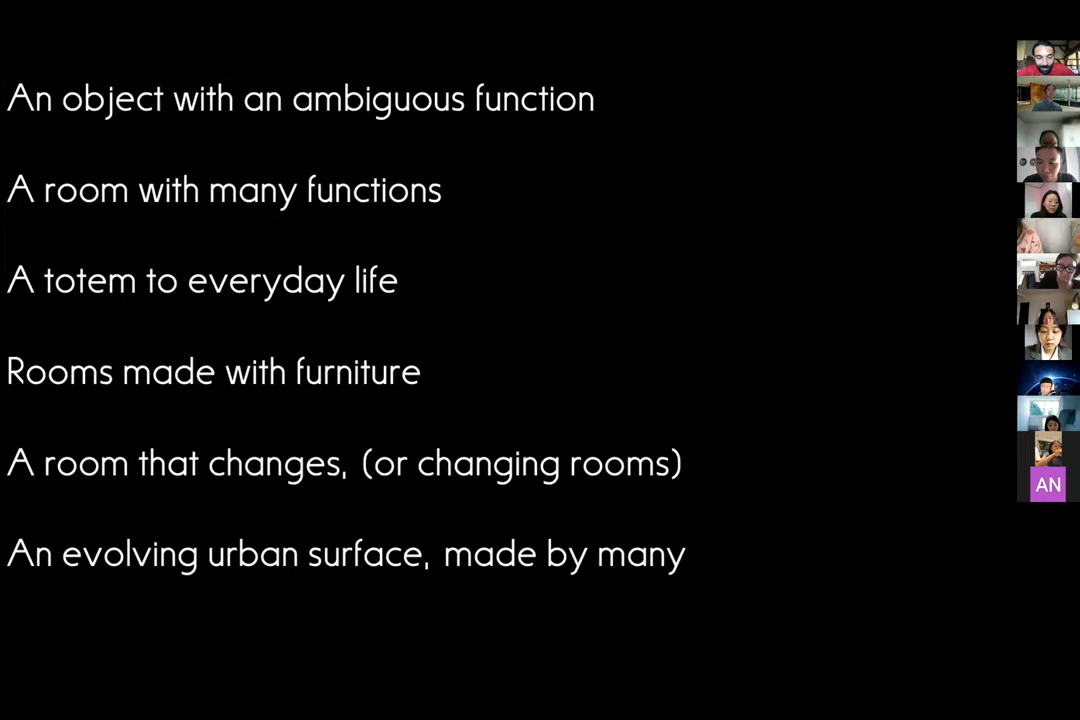 An object with an ambiguous function
A room with many functions
A totem to everyday life
Rooms made with furniture
A room that changes, (or changing rooms)
An evolving urban surface, made by many
AN